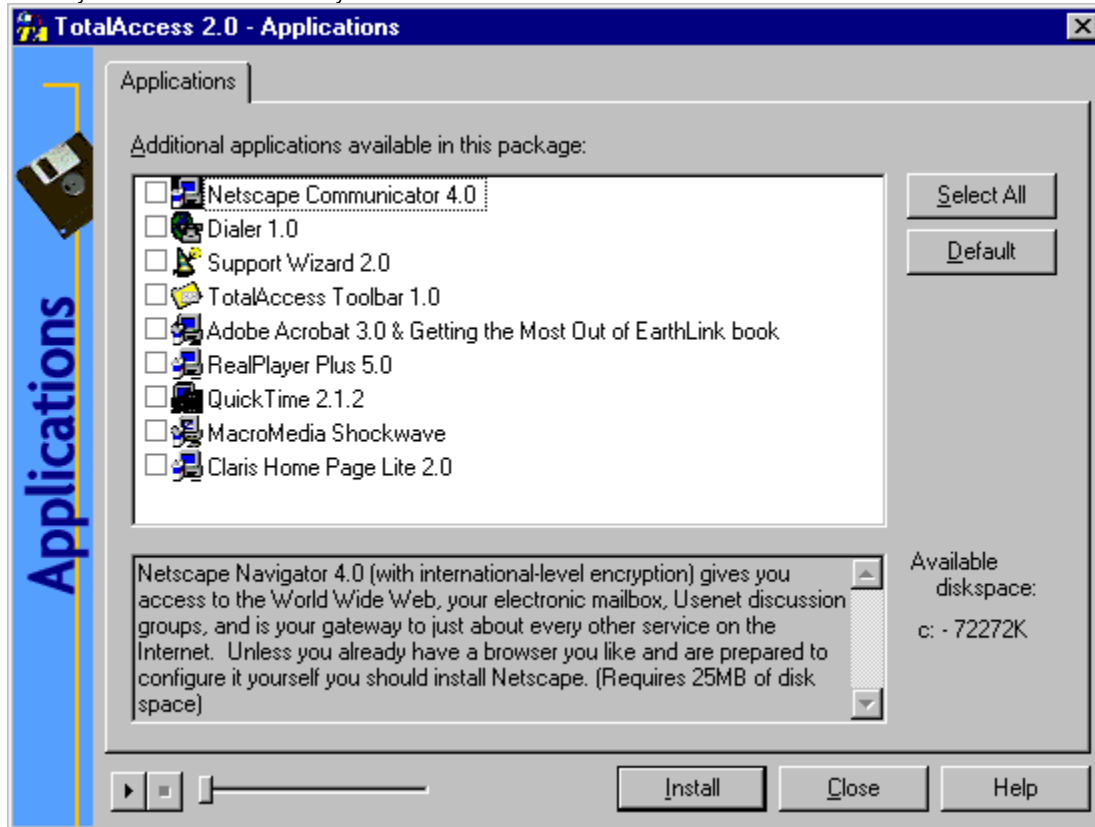 TotalAccess 2.0 - Applications
Applications
Applications
Additional applications available in this package:
Netscape Communicator 4.0
Dialer 1.0
Support Wizard 2.0
TotalAccess Toolbar 1.0
Adobe Acrobat 3.0 & Getting the Most Out of EarthLink book
RealPlayer Plus 5.0
QuickTime 2.1.2
MacroMedia Shockwave
Claris Home Page Lite 2.0
Select All
Default
Netscape Navigator 4.0 (with international-level encryption) gives you
access to the World Wide Web, your electronic mailbox, Usenet discussion
groups, and is your gateway to just about every other service on the
Internet.  Unless you already have a browser you like and are prepared to
configure it yourself you should install Netscape. (Requires 25MB of disk
space)
Available
diskspace:
c: - 72272K
Install
Close
Help